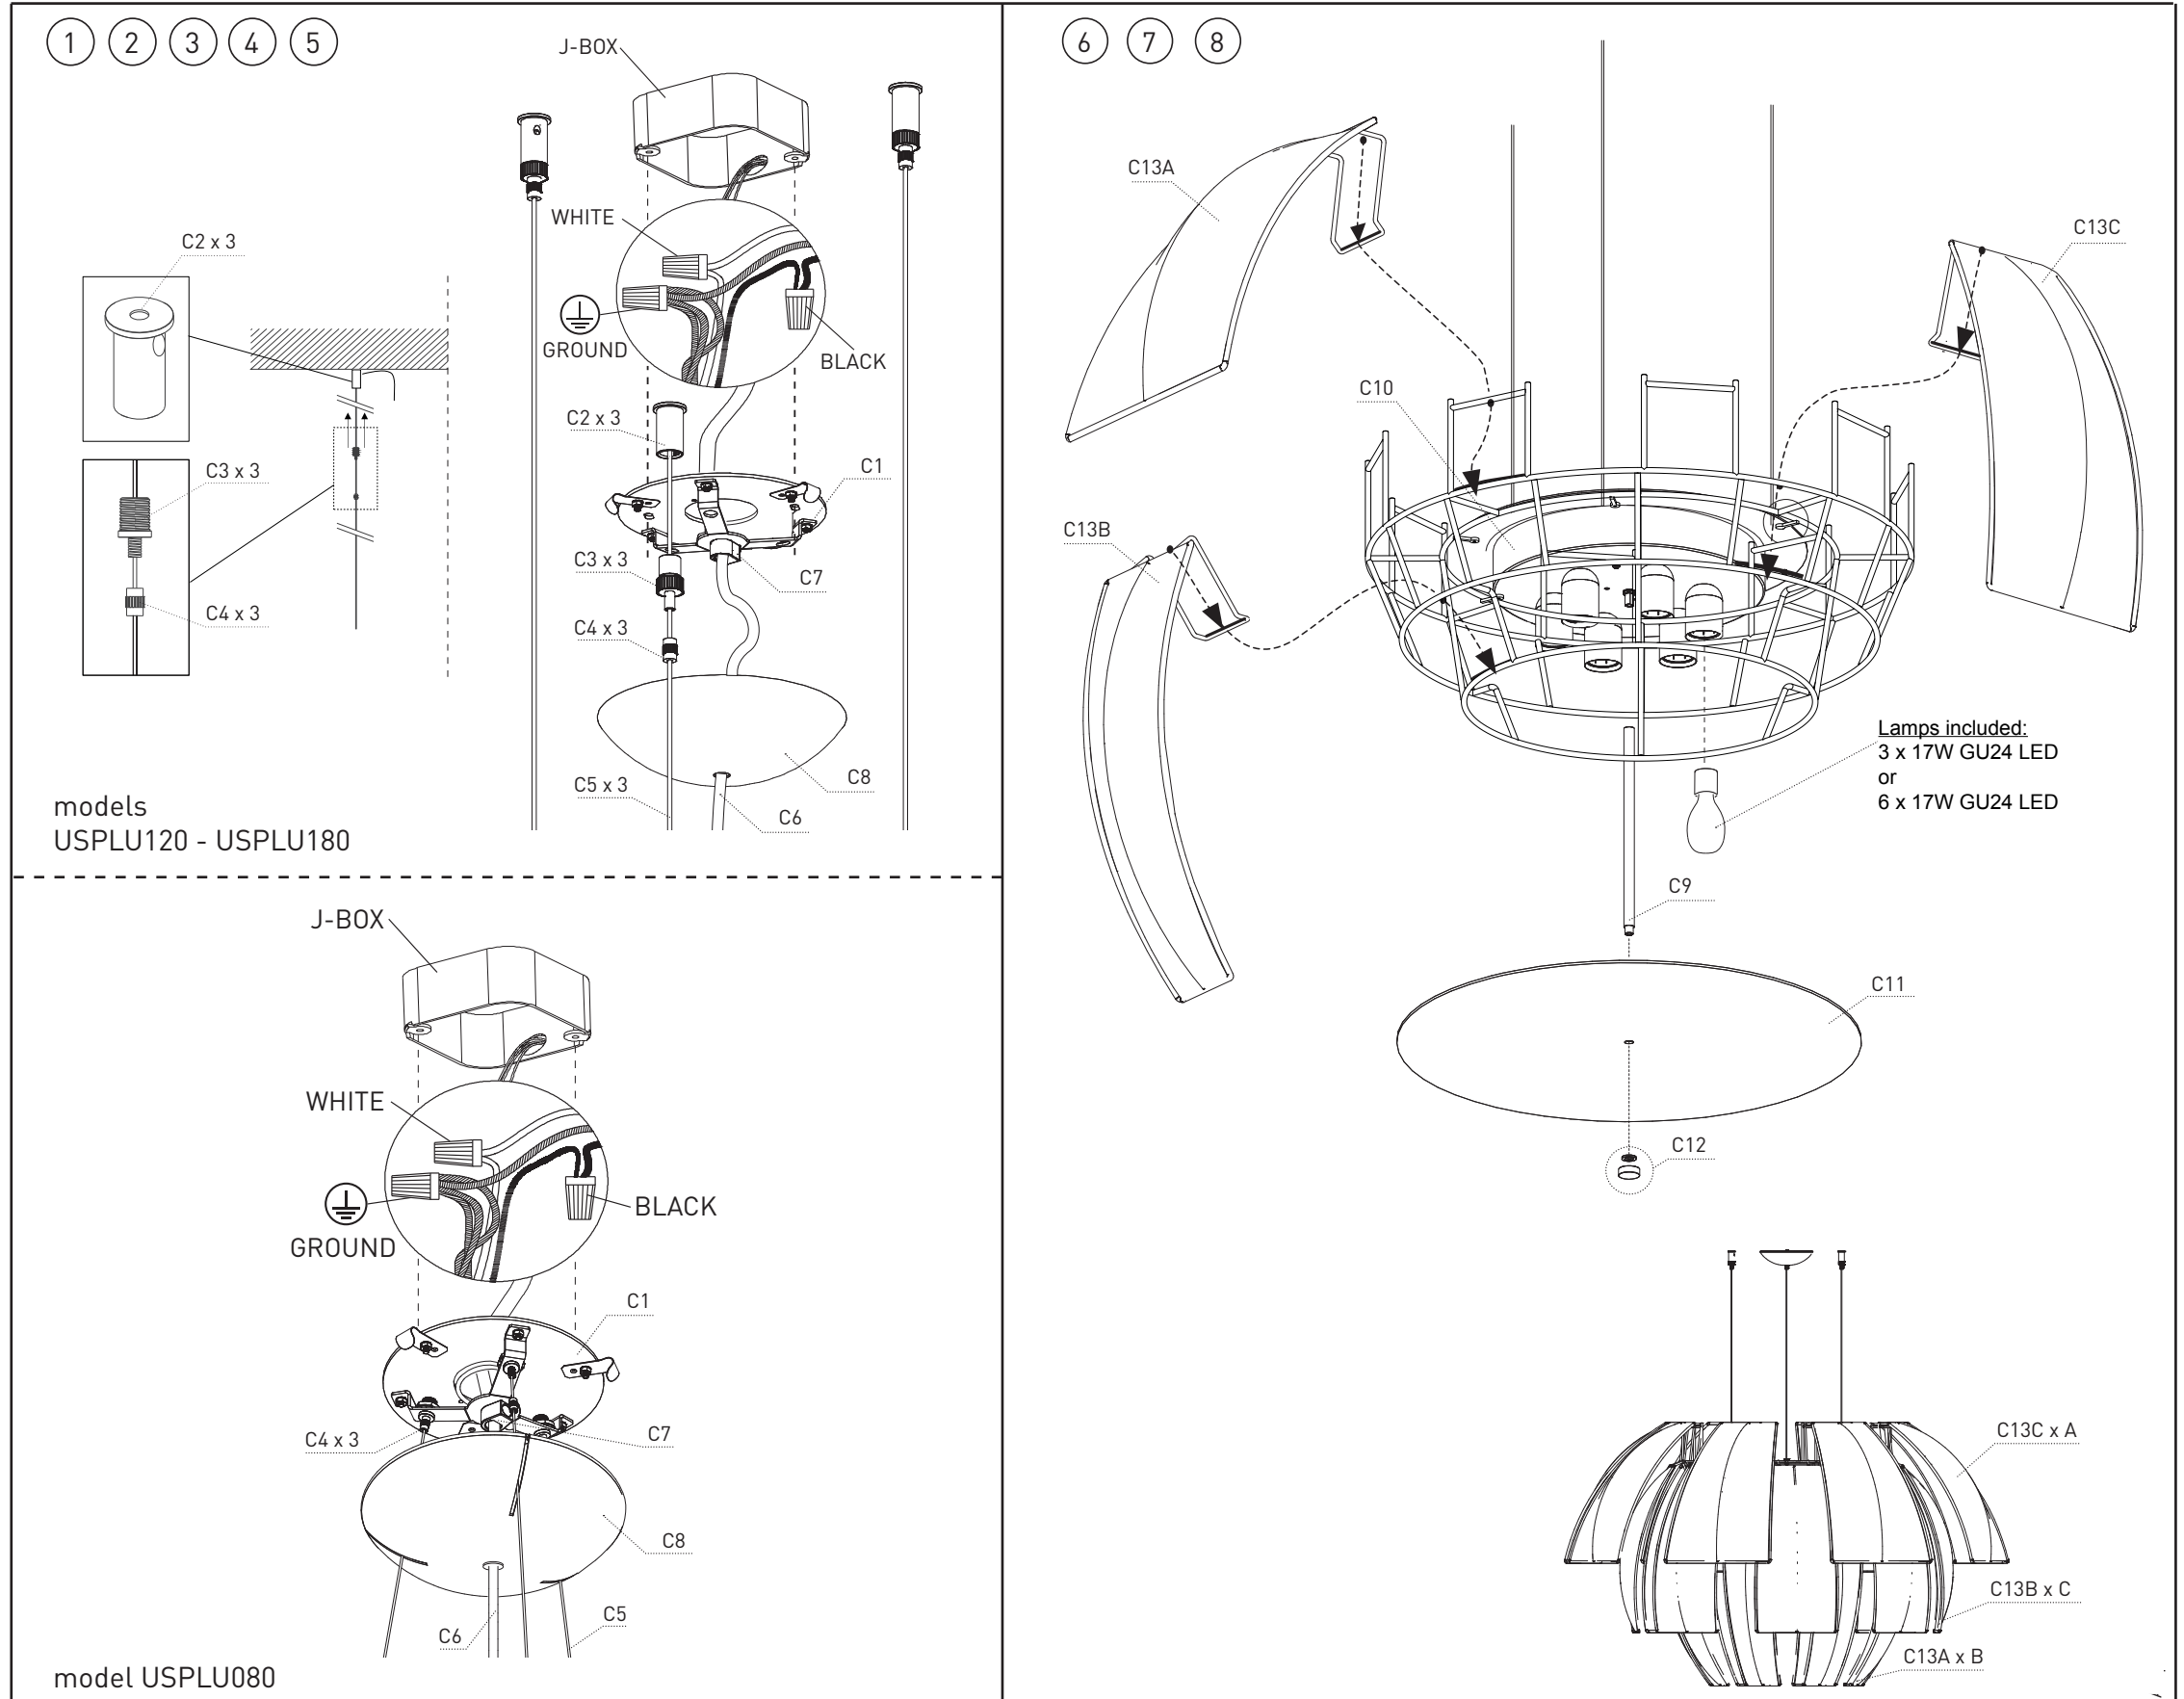 1 2 3 4 5
J-BOX
WHITE
GROUND
BLACK
C2 x 3
C3 x 3
C4 x 3
C2 x 3
C1
C3 x 3
C7
C4 x 3
C5 x 3
C8
C6
models
USPLU120 - USPLU180
J-BOX
WHITE
GROUND
BLACK
C1
C4 x 3
C7
C8
C5
C6
model USPLU080
6 7 8
C13A
C13C
C10
C13B
Lamps included:
3 x 17W GU24 LED
or
6 x 17W GU24 LED
C9
C11
C12
C13C x A
C13B x C
C13A x B